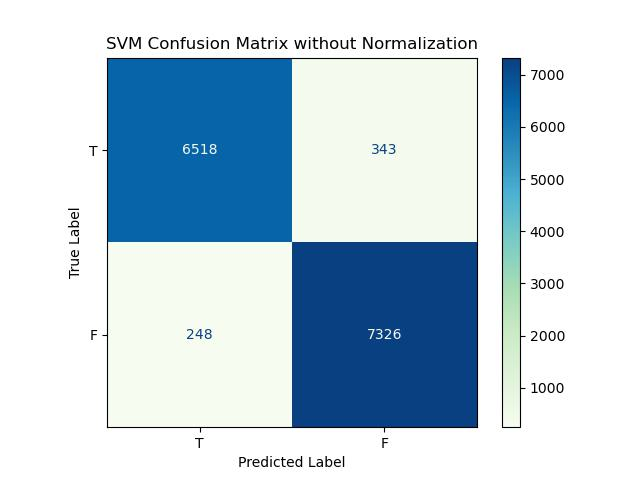 SVM Confusion Matrix without Normalization
True Label
T
6518
343
F
248
7326
T
F
Predicted Label
7000
6000
5000
4000
3000
2000
1000